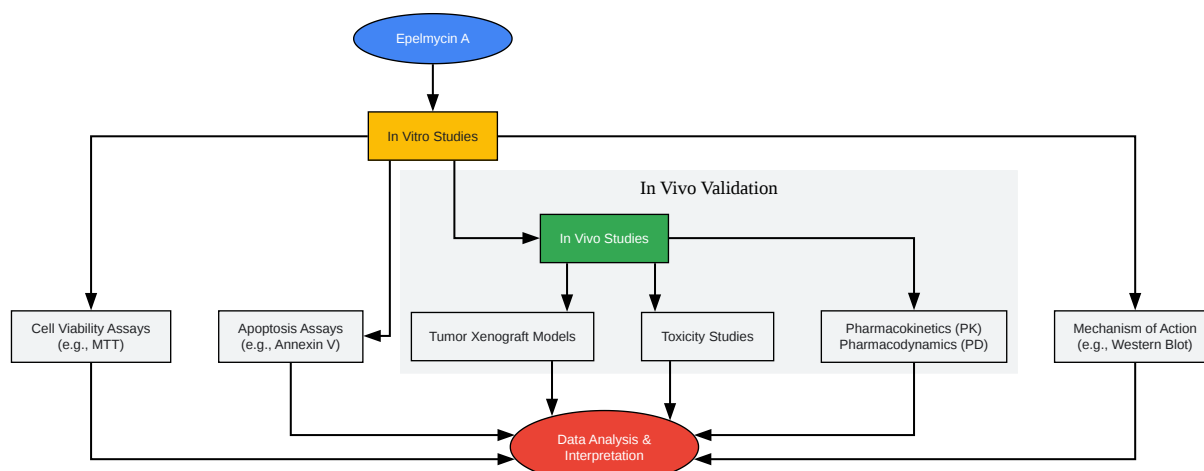 Epelmycin A
In Vitro Studies
In Vivo Validation
In Vivo Studies
Cell Viability Assays
(e.g., MTT)
Apoptosis Assays
(e.g., Annexin V)
Tumor Xenograft Models
Toxicity Studies
Pharmacokinetics (PK)
Pharmacodynamics (PD)
Mechanism of Action
(e.g., Western Blot)
Data Analysis &
Interpretation